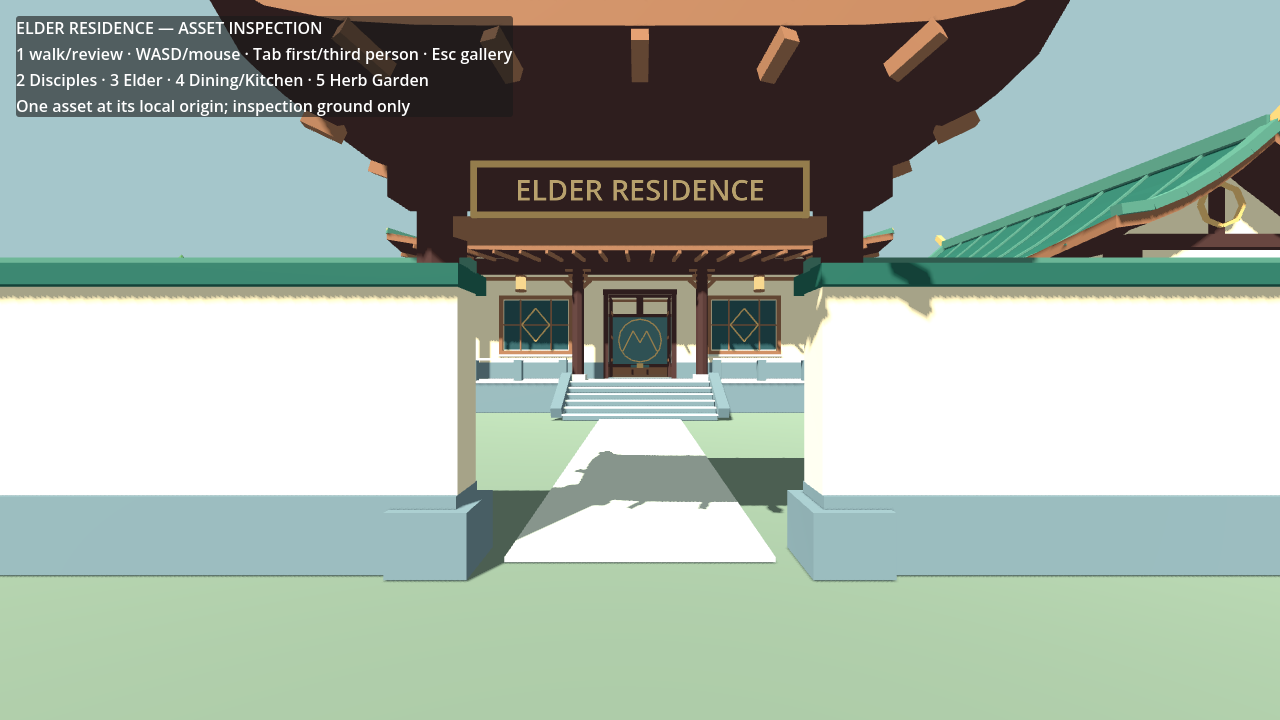 ELDER RESIDENCE — ASSET INSPECTION
1 walk/review · WASD/mouse · Tab first/third person · Esc gallery
2 Disciples · 3 Elder · 4 Dining/Kitchen · 5 Herb Garden
One asset at its local origin; inspection ground only
ELDER RESIDENCE